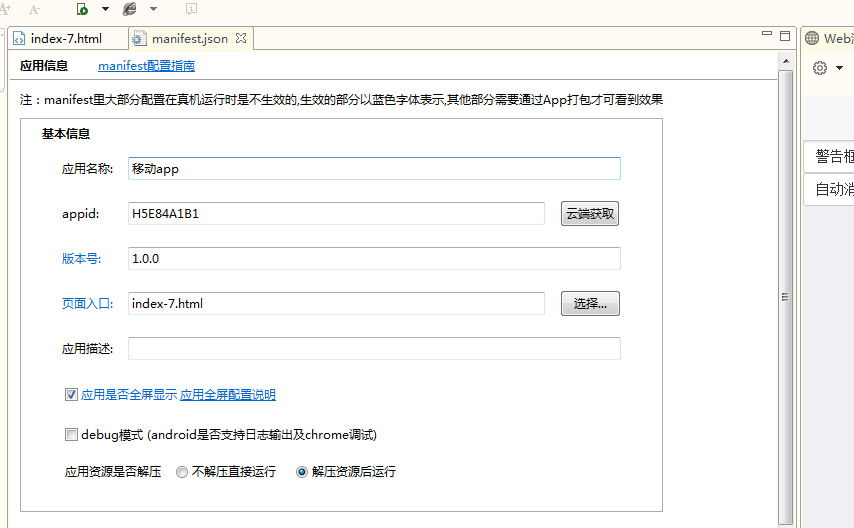 A+ A-
index-7.html manifest.json
Web
应用信息 manifest配置指南
注：manifest里大部分配置在真机运行时是不生效的,生效的部分以蓝色字体表示,其他部分需要通过App打包才可看到效果
基本信息
应用名称: 移动app
appid: H5E84A1B1 云端获取
版本号: 1.0.0
页面入口: index-7.html 选择...
应用描述:
应用是否全屏显示 应用全屏配置说明
debug模式 (android是否支持日志输出及chrome调试)
应用资源是否解压 不解压直接运行 解压资源后运行
警告框
自动消